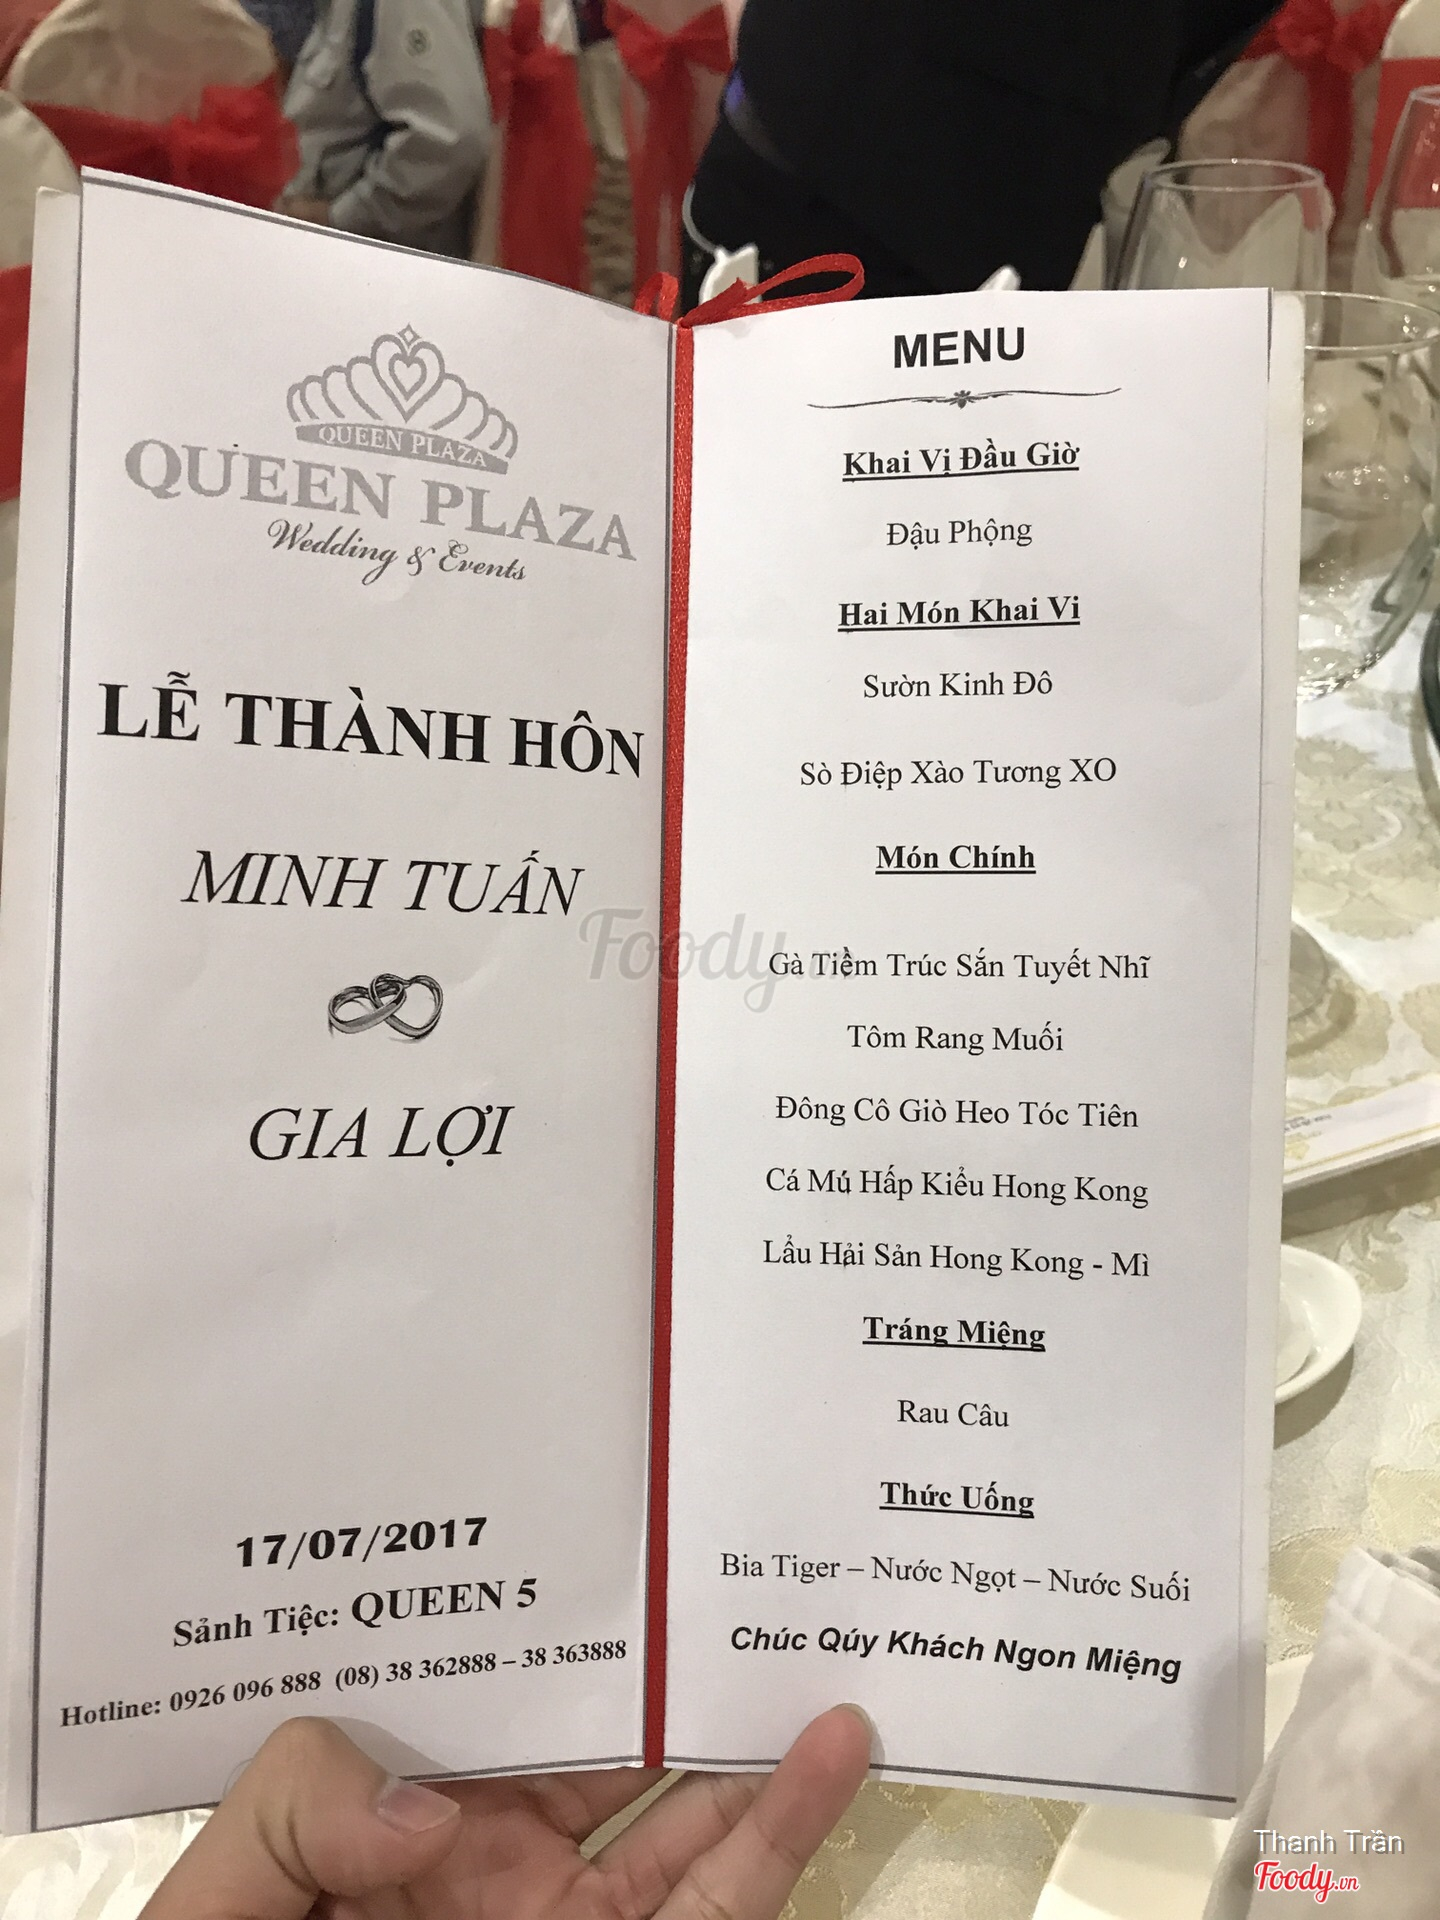 QUEEN PLAZA
QUEEN PLAZA
Wedding & Events
LỄ THÀNH HÔN
MINH TUẤN
GIA LỢI
17/07/2017
Sảnh Tiệc: QUEEN 5
Hotline: 0926 096 888 (08) 38 362888 – 38 363888
MENU
Khai Vị Đầu Giờ
Đậu Phộng
Hai Món Khai Vi
Sườn Kinh Đô
Sò Điệp Xào Tương XO
Món Chính
Gà Tiềm Trúc Sắn Tuyết Nhĩ
Tôm Rang Muối
Đông Cô Giò Heo Tóc Tiên
Cá Mú Hấp Kiểu Hong Kong
Lẩu Hải Sản Hong Kong - Mì
Tráng Miệng
Rau Câu
Thức Uống
Bia Tiger – Nước Ngọt – Nước Suối
Chúc Qúy Khách Ngon Miệng
Foody.vn
Thanh Trần
Foody.vn